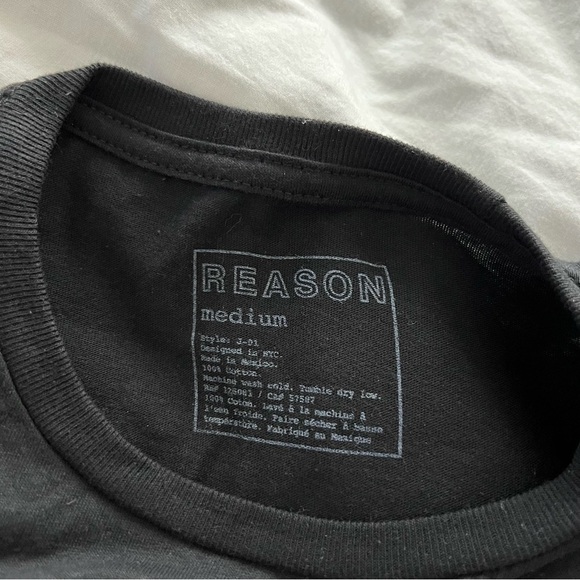 REASON
medium
Style: J-01
Designed in NYC.
Made in Mexico.
100% Cotton.
Machine wash cold. Tumble dry low.
RN# 128081 / CA# 57587
100% Coton. Lavé à la machine à
l'eau froide. Faire sécher à basse
température. Fabriqué au Mexique